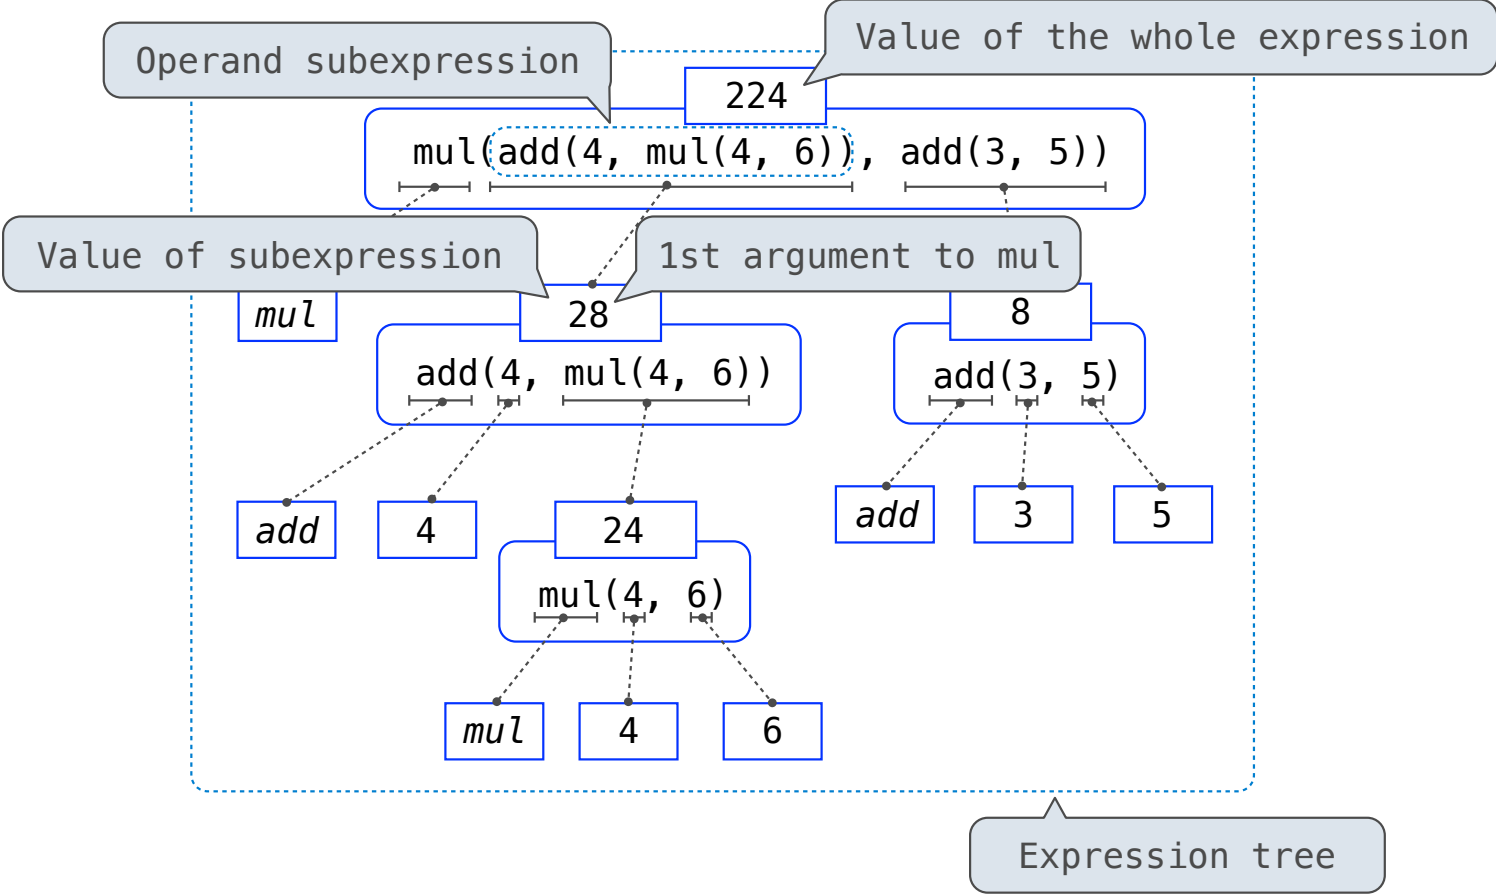 Value of the whole expression
Operand subexpression
224
mul(add(4, mul(4, 6)), add(3, 5))
Value of subexpression
1st argument to mul
mul
28
8
add(4, mul(4, 6))
add(3, 5)
add
4
24
add
3
5
mul(4, 6)
mul
4
6
Expression tree